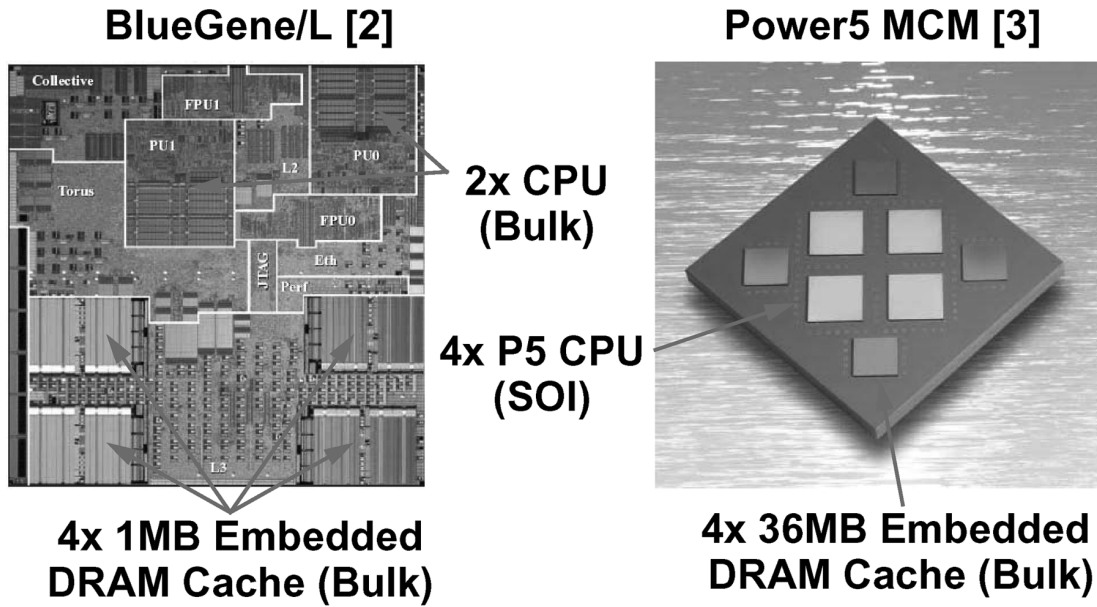 BlueGene/L [2]
Power5 MCM [3]
Collective
FPU1
PU1
PU0
L2
Torus
2x CPU
(Bulk)
FPU0
JTAG
Eth
Perf
4x P5 CPU
(SOI)
L3
4x 1MB Embedded
DRAM Cache (Bulk)
4x 36MB Embedded
DRAM Cache (Bulk)